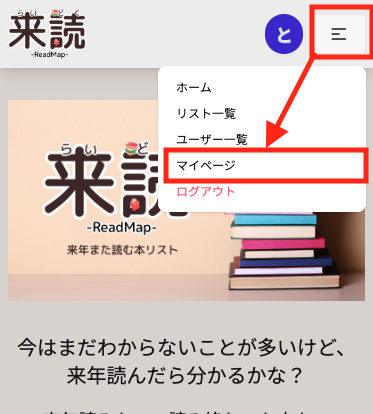 らいどく
来読
-ReadMap-
と
ホーム
リスト一覧
ユーザー一覧
マイページ
ログアウト
らい ど
来読
-ReadMap-
来年また読む本リスト
今はまだわからないことが多いけど、
来年読んだら分かるかな？